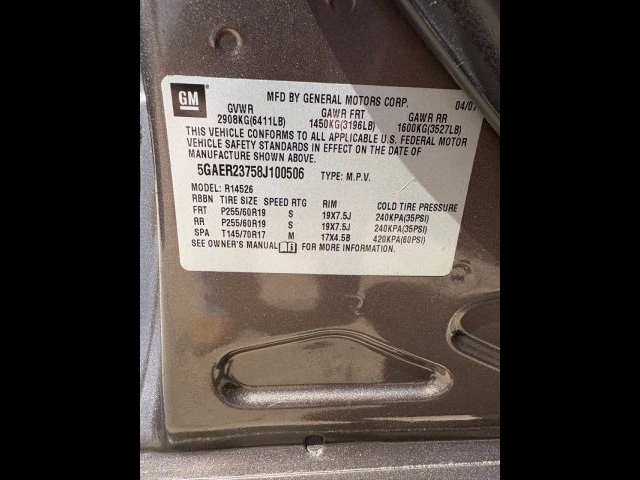 GM
MFD BY GENERAL MOTORS CORP. 04/07
GVWR GAWR FRT GAWR RR
2908KG(6411LB) 1450KG(3196LB) 1600KG(3527LB)
THIS VEHICLE CONFORMS TO ALL APPLICABLE U.S. FEDERAL MOTOR
VEHICLE SAFETY STANDARDS IN EFFECT ON THE DATE OF
MANUFACTURE SHOWN ABOVE.
5GAER23758J100506 TYPE: M.P.V.
MODEL: R14526
RBBN TIRE SIZE SPEED RTG RIM COLD TIRE PRESSURE
FRT P255/60R19 S 19X7.5J 240KPA(35PSI)
RR P255/60R19 S 19X7.5J 240KPA(35PSI)
SPA T145/70R17 M 17X4.5B 420KPA(60PSI)
SEE OWNER'S MANUAL FOR MORE INFORMATION.